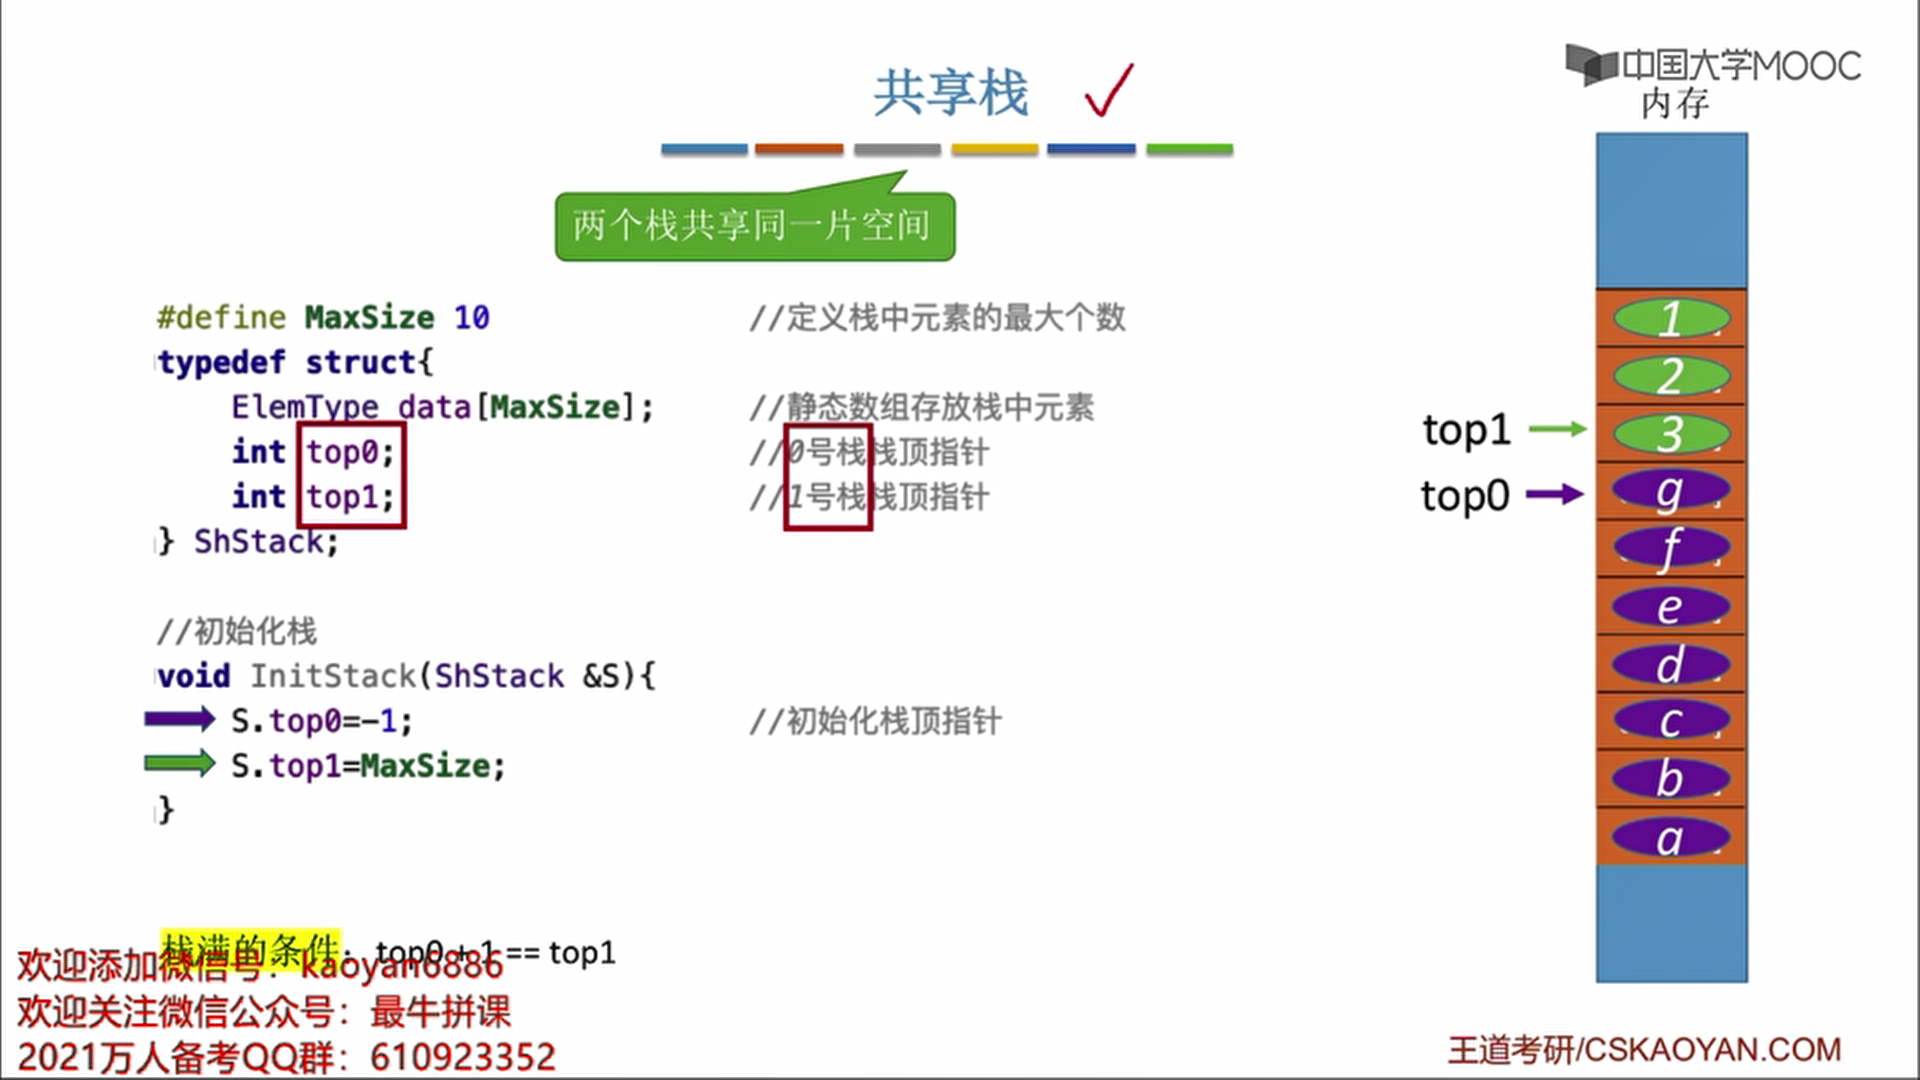 中国大学MOOC
共享栈
内存
两个栈共享同一片空间
#define MaxSize 10 //定义栈中元素的最大个数
typedef struct{
ElemType data[MaxSize]; //静态数组存放栈中元素
int top0; //0号栈栈顶指针
int top1; //1号栈栈顶指针
} ShStack;
//初始化栈
void InitStack(ShStack &S){
S.top0=-1; //初始化栈顶指针
S.top1=MaxSize;
}
1
2
top1
3
top0
g
f
e
d
c
b
a
栈满的条件：top0 + 1 == top1
欢迎添加微信号：kaoyan6886
欢迎关注微信公众号：最牛拼课
2021万人备考QQ群：610923352
王道考研/CSKAOYAN.COM